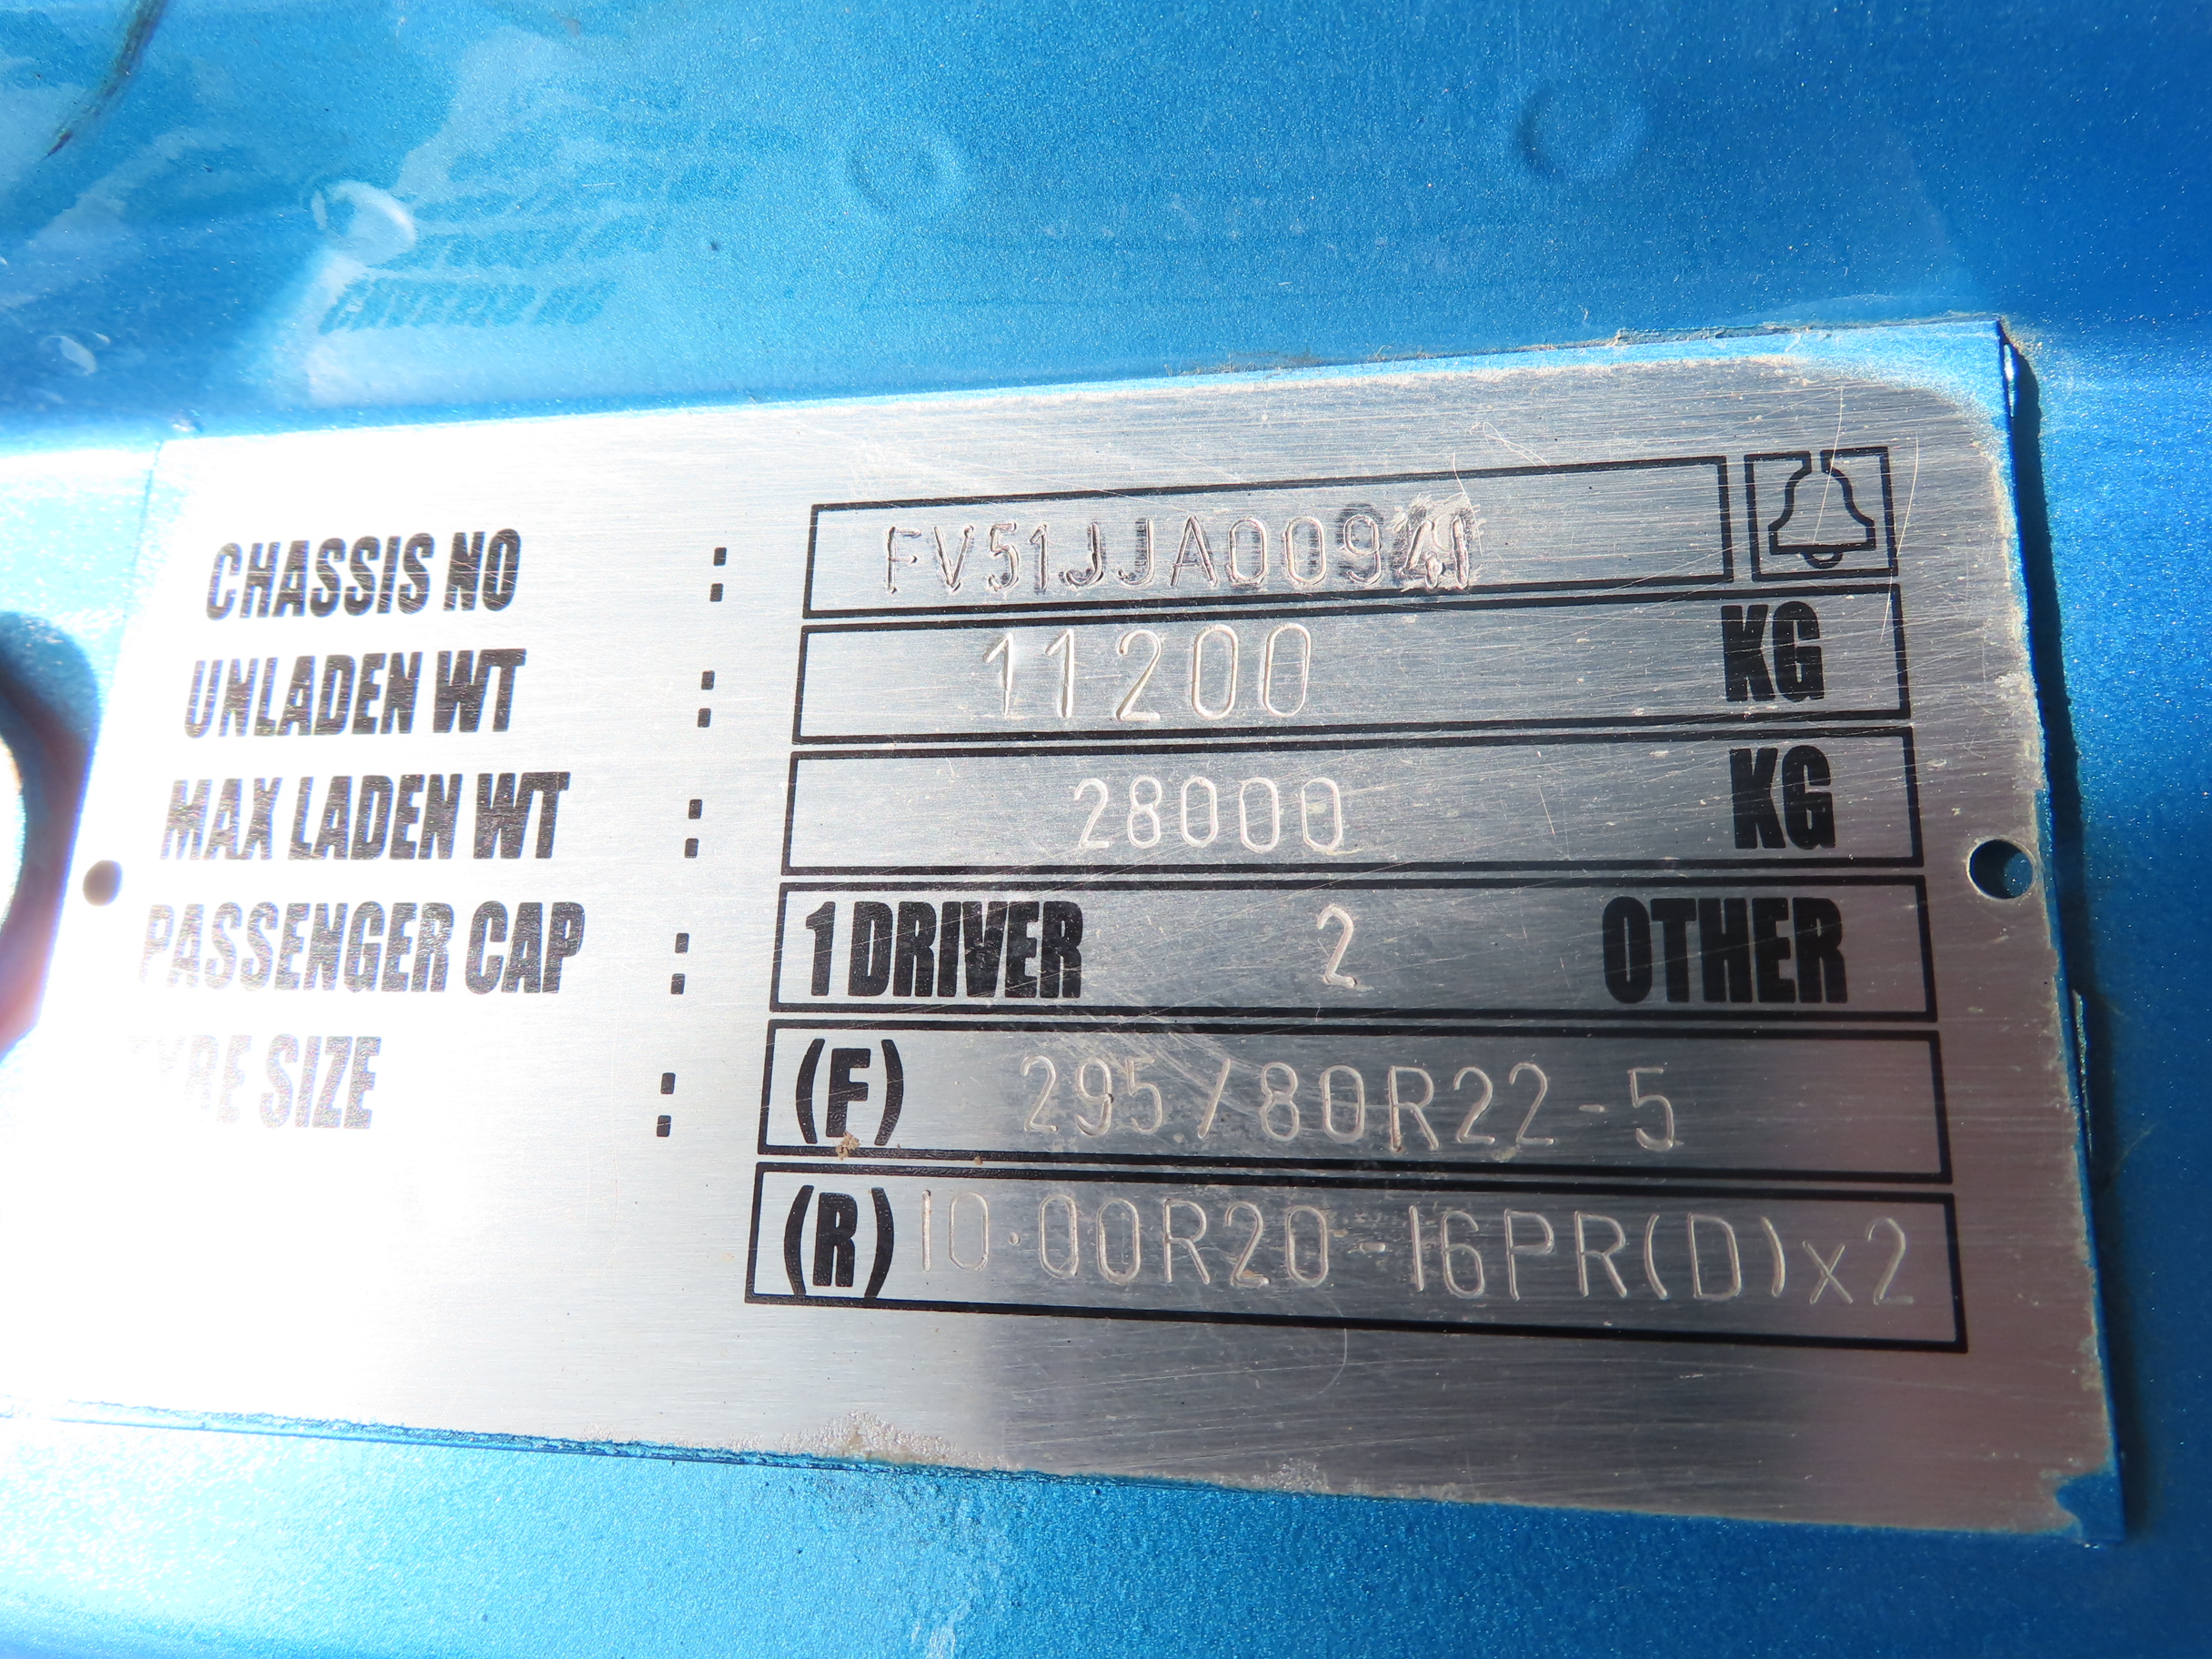 CHASSIS NO : FV51JJA00941
UNLADEN WT : 11200 KG
MAX LADEN WT : 28000 KG
PASSENGER CAP : 1 DRIVER 2 OTHER
TYRE SIZE : (F) 295/80R22-5
(R) 10·00R20-16PR(D)x2